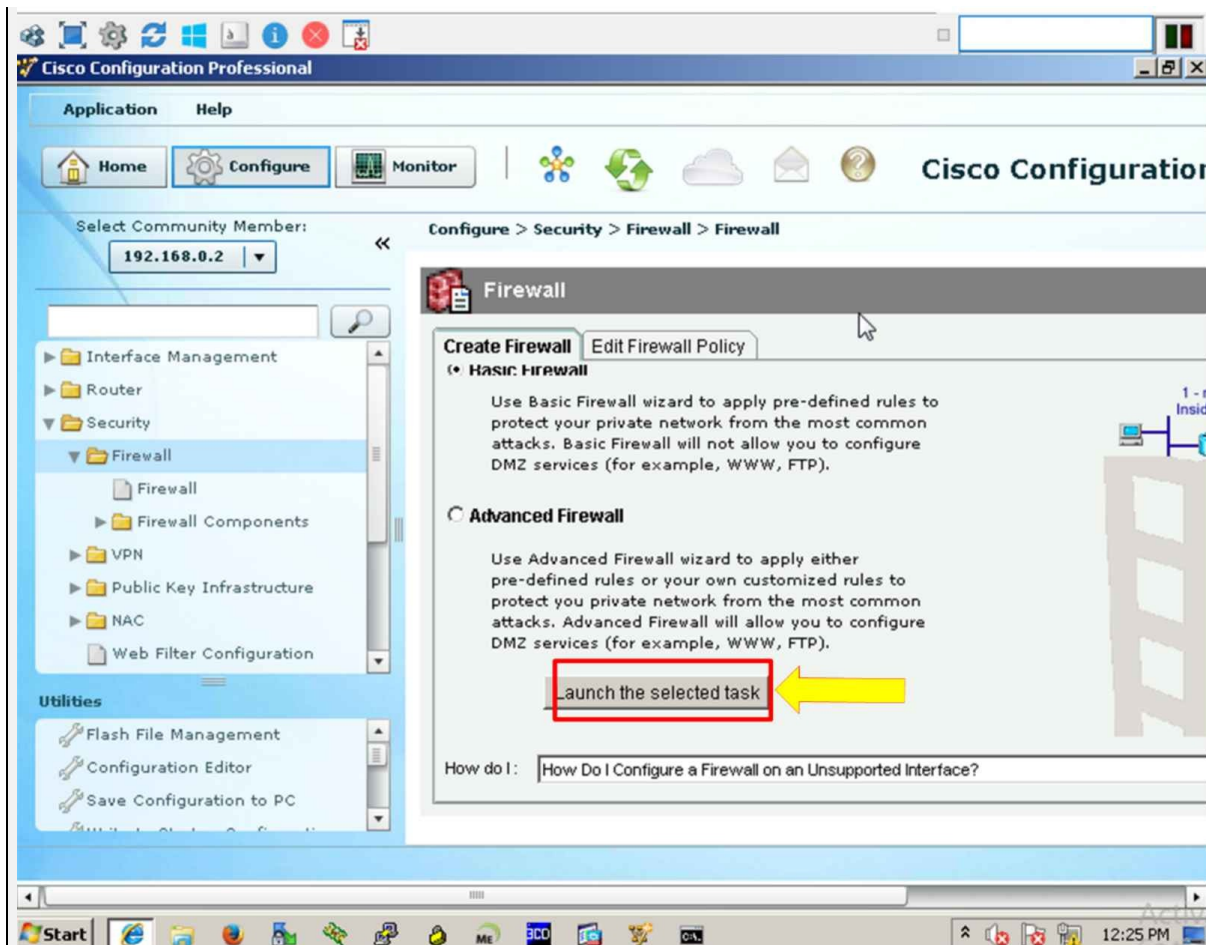 Cisco Configuration Professional
Application Help
Home Configure Monitor
Cisco Configuration
Select Community Member:
192.168.0.2
Configure > Security > Firewall > Firewall
Interface Management
Router
Security
Firewall
Firewall
Firewall Components
VPN
Public Key Infrastructure
NAC
Web Filter Configuration
Utilities
Flash File Management
Configuration Editor
Save Configuration to PC
Firewall
Create Firewall Edit Firewall Policy
Basic Firewall
Use Basic Firewall wizard to apply pre-defined rules to
protect your private network from the most common
attacks. Basic Firewall will not allow you to configure
DMZ services (for example, WWW, FTP).
1 -
Insid
Advanced Firewall
Use Advanced Firewall wizard to apply either
pre-defined rules or your own customized rules to
protect you private network from the most common
attacks. Advanced Firewall will allow you to configure
DMZ services (for example, WWW, FTP).
Launch the selected task
How do I: How Do I Configure a Firewall on an Unsupported Interface?
Start
ME
12:25 PM